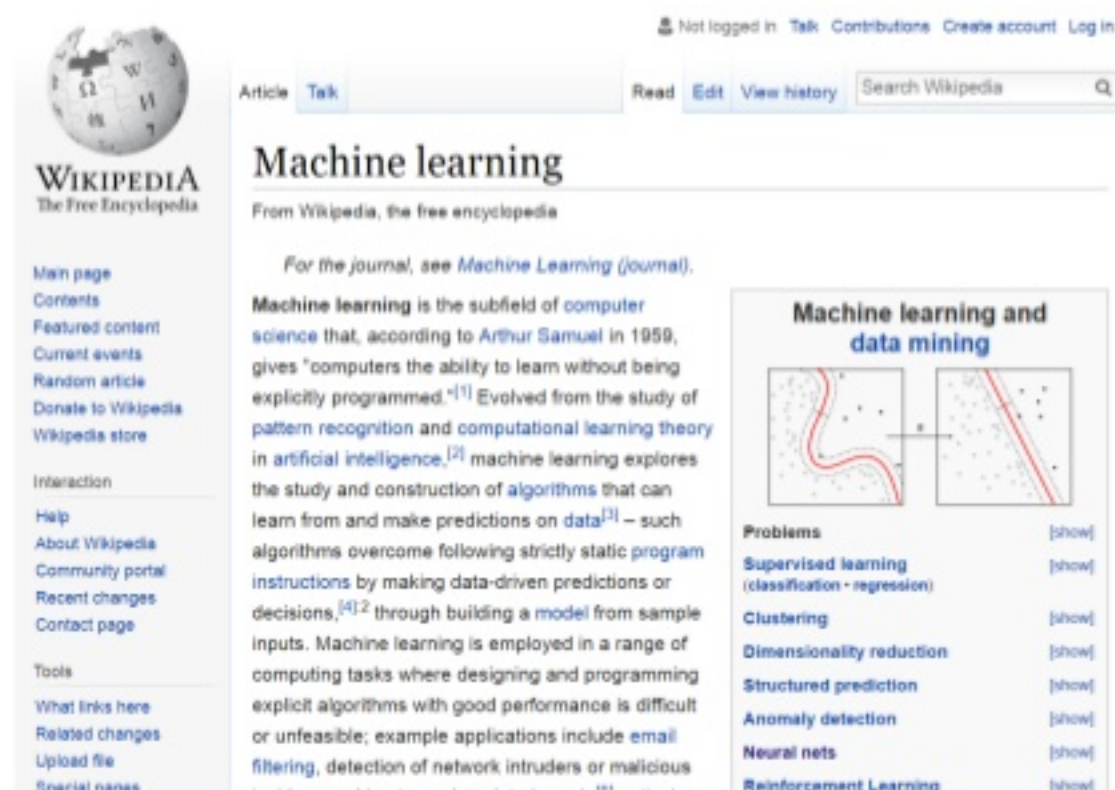 Not logged in Talk Contributions Create account Log in
Article Talk Read Edit View history Search Wikipedia
WIKIPEDIA
The Free Encyclopedia
Main page
Contents
Featured content
Current events
Random article
Donate to Wikipedia
Wikipedia store
Interaction
Help
About Wikipedia
Community portal
Recent changes
Contact page
Tools
What links here
Related changes
Upload file
Special pages
Machine learning
From Wikipedia, the free encyclopedia
For the journal, see Machine Learning (journal).
Machine learning is the subfield of computer
science that, according to Arthur Samuel in 1959,
gives "computers the ability to learn without being
explicitly programmed."[1] Evolved from the study of
pattern recognition and computational learning theory
in artificial intelligence,[2] machine learning explores
the study and construction of algorithms that can
learn from and make predictions on data[3] – such
algorithms overcome following strictly static program
instructions by making data-driven predictions or
decisions,[4]:2 through building a model from sample
inputs. Machine learning is employed in a range of
computing tasks where designing and programming
explicit algorithms with good performance is difficult
or unfeasible; example applications include email
filtering, detection of network intruders or malicious
Machine learning and
data mining
Problems [show]
Supervised learning [show]
(classification • regression)
Clustering [show]
Dimensionality reduction [show]
Structured prediction [show]
Anomaly detection [show]
Neural nets [show]
Reinforcement Learning [show]